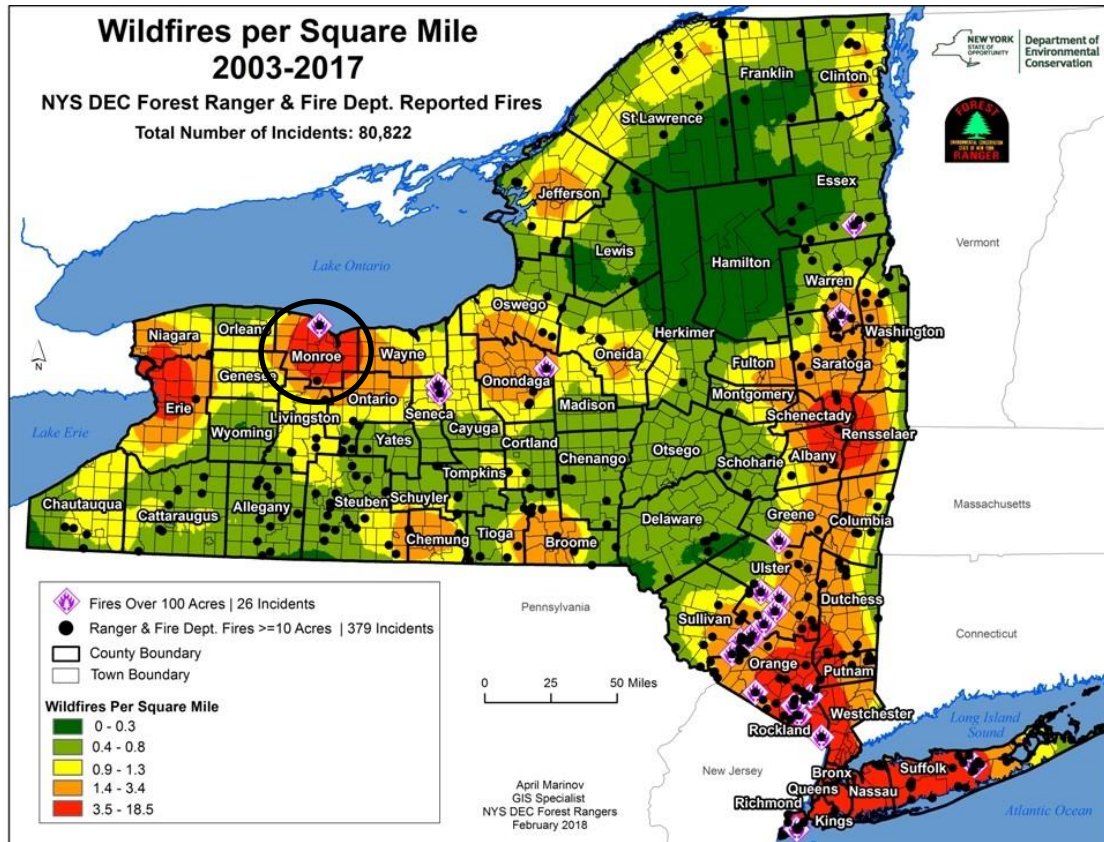 Wildfires per Square Mile
2003-2017
NYS DEC Forest Ranger & Fire Dept. Reported Fires
Total Number of Incidents: 80,822
NEW YORK
STATE OF
OPPORTUNITY
Department of
Environmental
Conservation
FOREST
ENVIRONMENTAL CONSERVATION
STATE OF NEW YORK
RANGER
Franklin
Clinton
St Lawrence
Essex
Jefferson
Lewis
Hamilton
Vermont
Lake Ontario
Warren
Oswego
Herkimer
Washington
Niagara
Orleans
Monroe
Wayne
Oneida
Fulton
Saratoga
Genesee
Onondaga
Ontario
Seneca
Madison
Montgomery
Erie
Livingston
Cayuga
Schenectady
Lake Erie
Wyoming
Yates
Cortland
Otsego
Rensselaer
Chenango
Schoharie
Albany
Tompkins
Chautauqua
Cattaraugus
Allegany
Steuben
Schuyler
Massachusetts
Delaware
Greene
Columbia
Chemung
Tioga
Broome
Ulster
Pennsylvania
Dutchess
Sullivan
Connecticut
Orange
Putnam
Westchester
Rockland
Long Island
Sound
New Jersey
Suffolk
Bronx
Queens
Nassau
Richmond
Kings
Atlantic Ocean
N
Fires Over 100 Acres | 26 Incidents
Ranger & Fire Dept. Fires >=10 Acres | 379 Incidents
County Boundary
Town Boundary
Wildfires Per Square Mile
0 - 0.3
0.4 - 0.8
0.9 - 1.3
1.4 - 3.4
3.5 - 18.5
0 25 50 Miles
April Marinov
GIS Specialist
NYS DEC Forest Rangers
February 2018